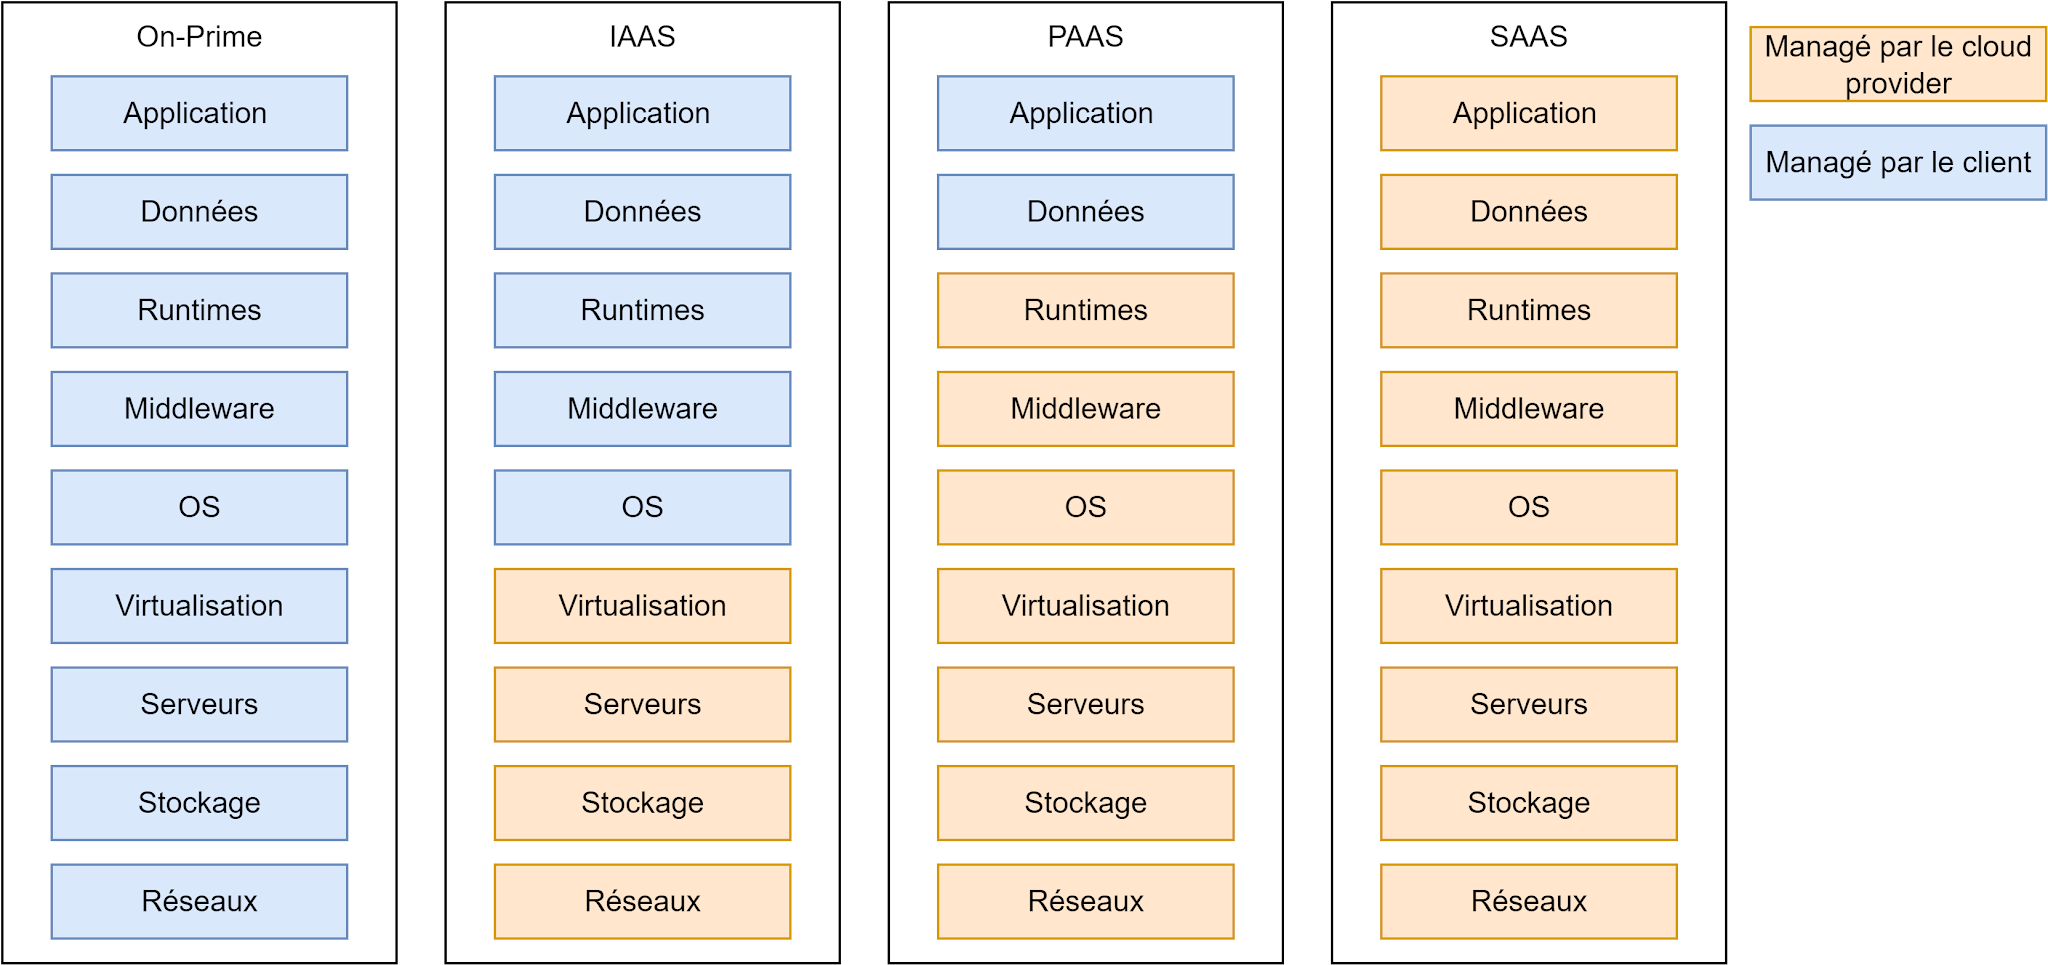 On-Prime
Application
Données
Runtimes
Middleware
OS
Virtualisation
Serveurs
Stockage
Réseaux
IAAS
Application
Données
Runtimes
Middleware
OS
Virtualisation
Serveurs
Stockage
Réseaux
PAAS
Application
Données
Runtimes
Middleware
OS
Virtualisation
Serveurs
Stockage
Réseaux
SAAS
Application
Données
Runtimes
Middleware
OS
Virtualisation
Serveurs
Stockage
Réseaux
Managé par le cloud
provider
Managé par le client